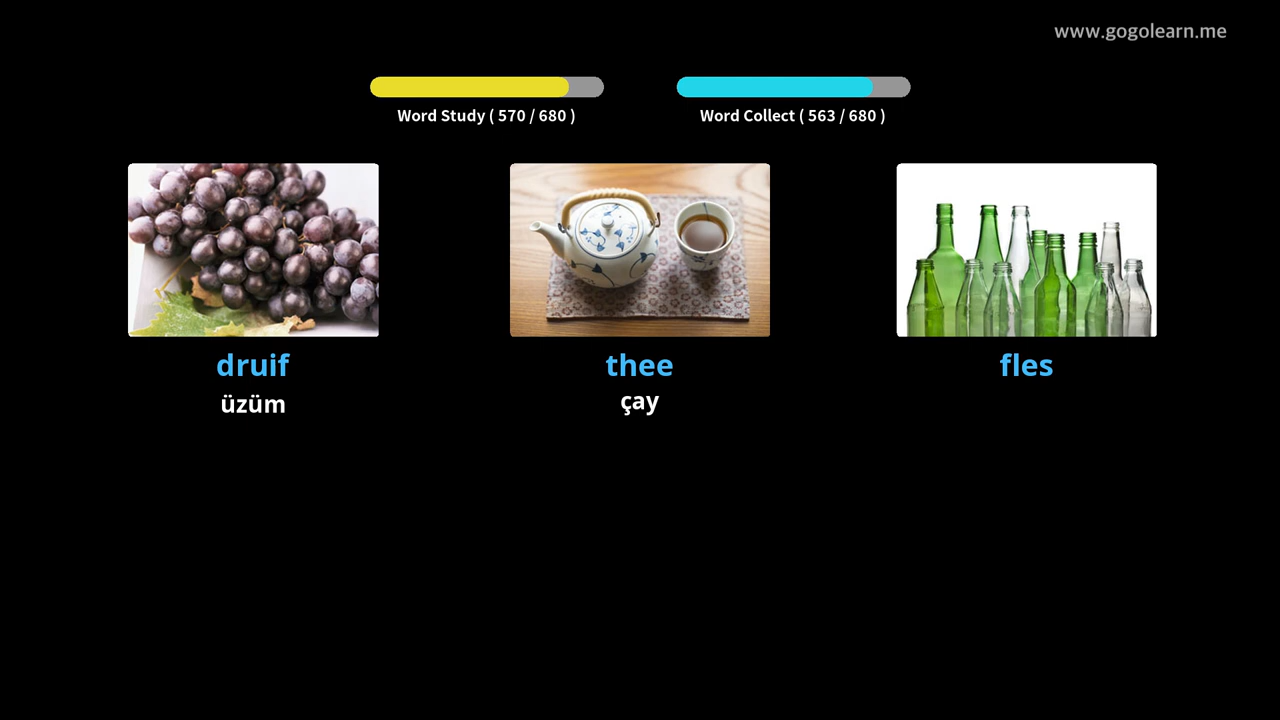 www.gogolearn.me
Word Study ( 570 / 680 )
Word Collect ( 563 / 680 )
druif
thee
fles
üzüm
çay